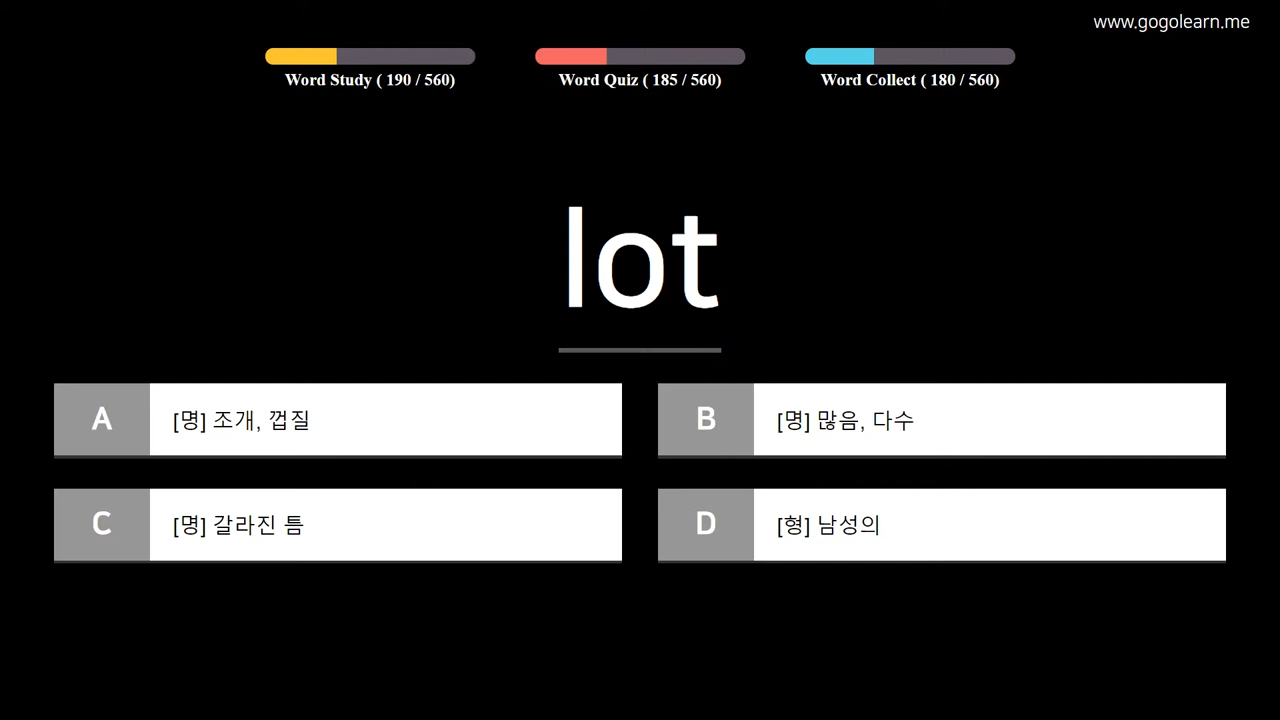 www.gogolearn.me
Word Study ( 190 / 560)
Word Quiz ( 185 / 560)
Word Collect ( 180 / 560)
lot
A [명] 조개, 껍질
B [명] 많음, 다수
C [명] 갈라진 틈
D [형] 남성의